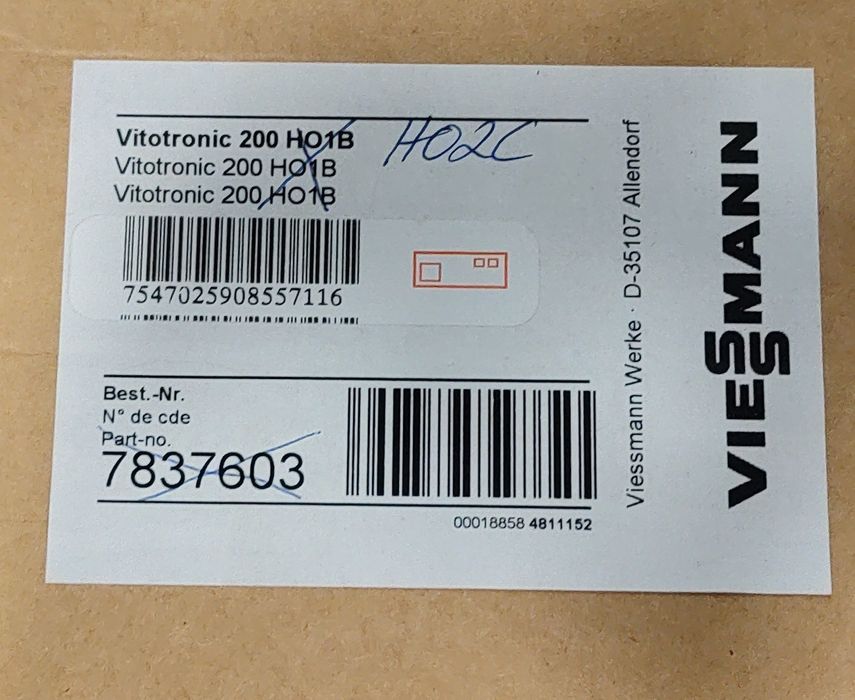 Vitotronic 200 HO1B
HO2C
Vitotronic 200 HO1B
Vitotronic 200 HO1B
7547025908557116
Best.-Nr.
N° de cde
Part-no.
7837603
00018858 4811152
Viessmann Werke · D-35107 Allendorf
VIESSMANN